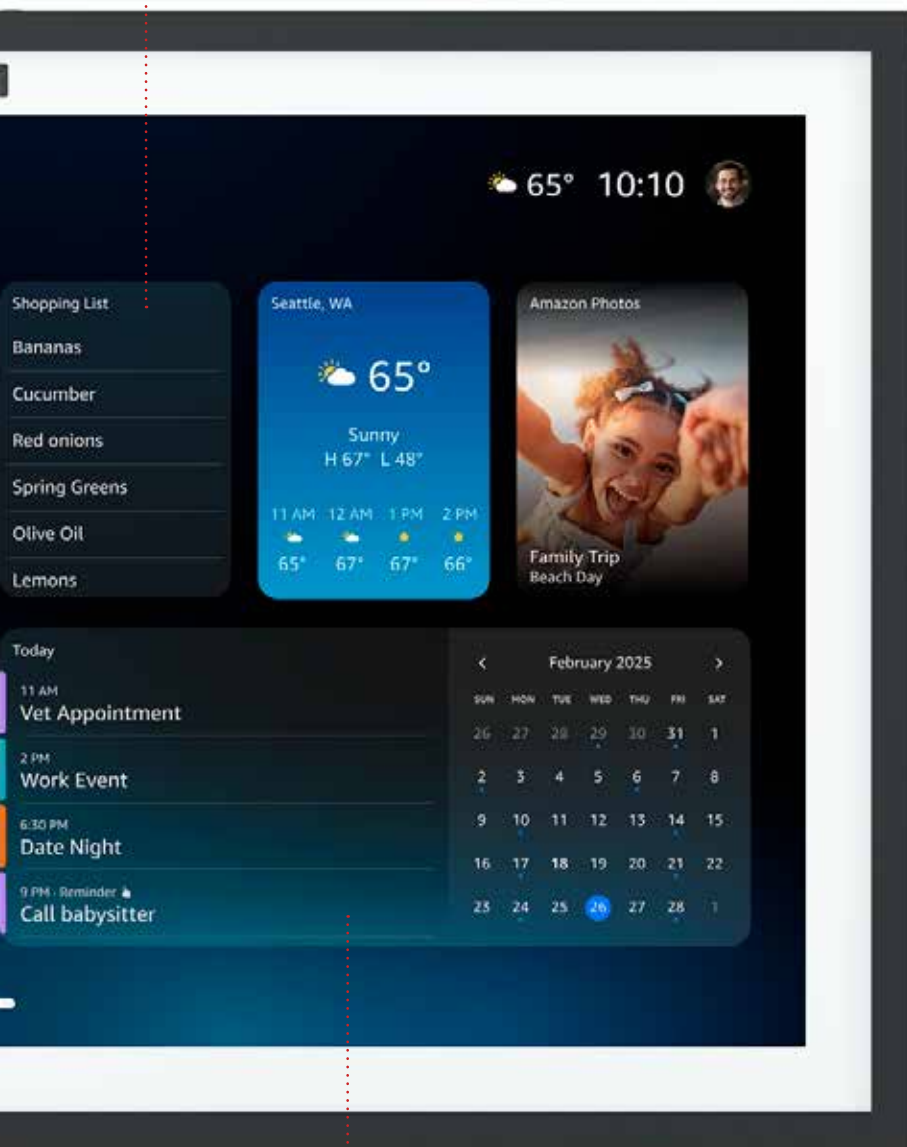 65° 10:10
Shopping List
Bananas
Cucumber
Red onions
Spring Greens
Olive Oil
Lemons
Seattle, WA
65°
Sunny
H 67° L 48°
11 AM 12 AM 1 PM 2 PM
65° 67° 67° 66°
Amazon Photos
Family Trip
Beach Day
Today
11 AM
Vet Appointment
2 PM
Work Event
6:30 PM
Date Night
9 PM · Reminder
Call babysitter
< February 2025 >
SUN MON TUE WED THU FRI SAT
26 27 28 29 30 31 1
2 3 4 5 6 7 8
9 10 11 12 13 14 15
16 17 18 19 20 21 22
23 24 25 26 27 28 1